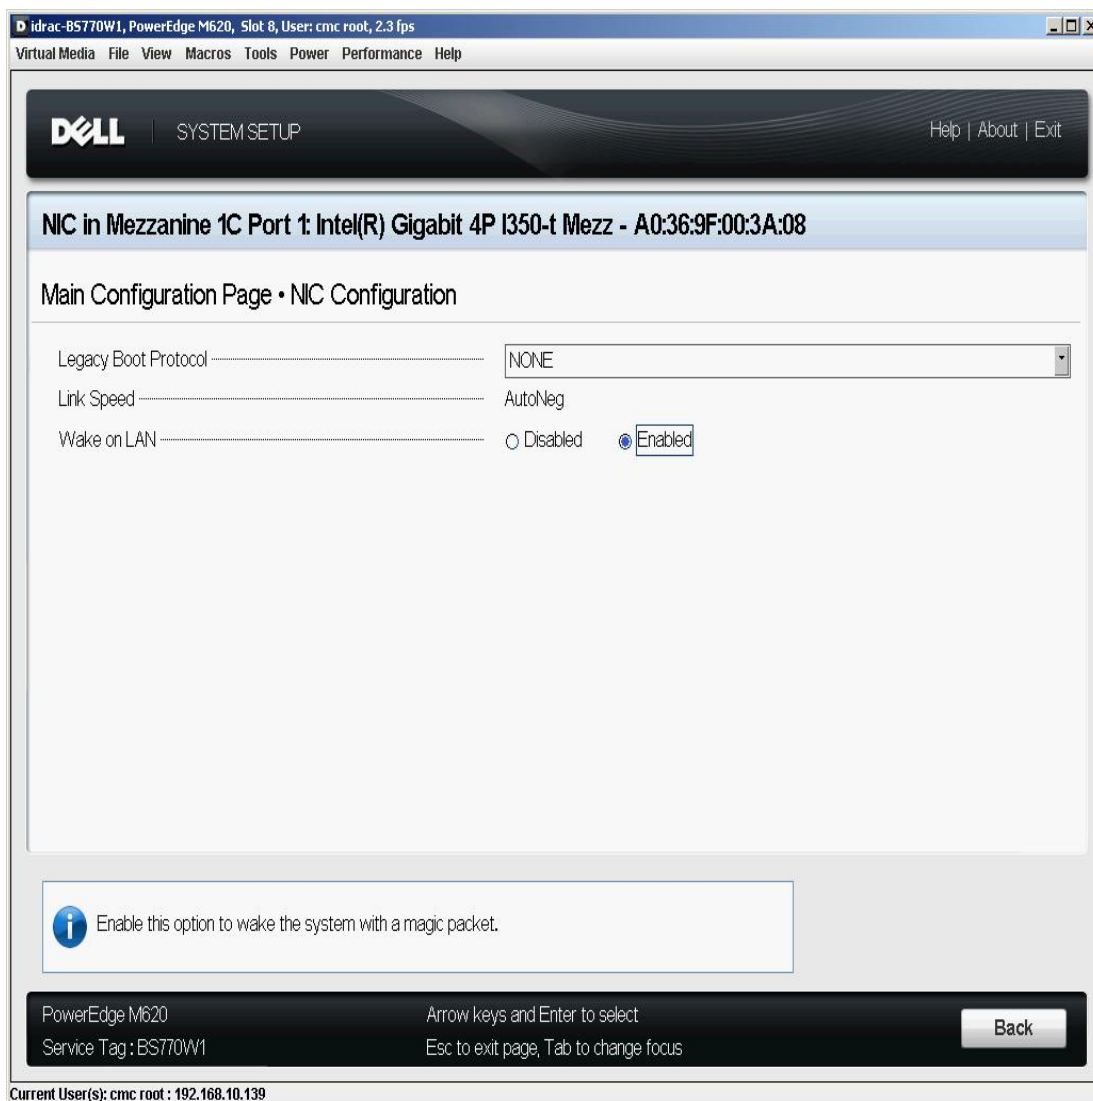 idrac-BS770W1, PowerEdge M620, Slot 8, User: cmc root, 2.3 fps
Virtual Media File View Macros Tools Power Performance Help
DELL SYSTEM SETUP Help | About | Exit
NIC in Mezzanine 1C Port 1: Intel(R) Gigabit 4P I350-t Mezz - A0:36:9F:00:3A:08
Main Configuration Page • NIC Configuration
Legacy Boot Protocol NONE
Link Speed AutoNeg
Wake on LAN Disabled Enabled
Enable this option to wake the system with a magic packet.
PowerEdge M620 Arrow keys and Enter to select
Service Tag : BS770W1 Esc to exit page, Tab to change focus
Back
Current User(s): cmc root : 192.168.10.139